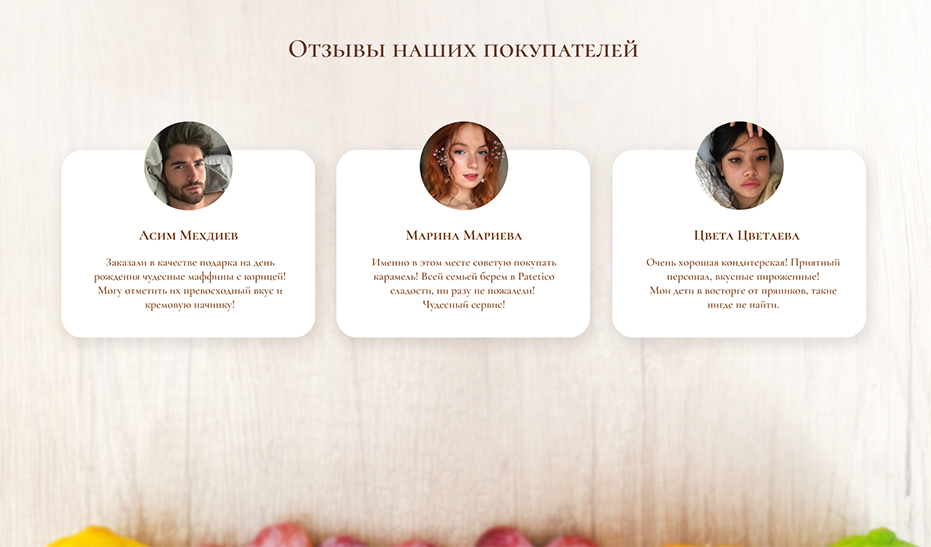 Отзывы наших покупателей
Асим Мехдиев
Заказали в качестве подарка на день
рождения чудесные маффины с корицей!
Могу отметить их превосходный вкус и
кремовую начинку!
Марина Мариева
Именно в этом месте советую покупать
карамель! Всей семьей берем в Patetico
сладости, ни разу не пожалели!
Чудесный сервис!
Цвета Цветаева
Очень хорошая кондитерская! Приятный
персонал, вкусные пироженные!
Мои дети в восторге от пряников, такие
нигде не найти.